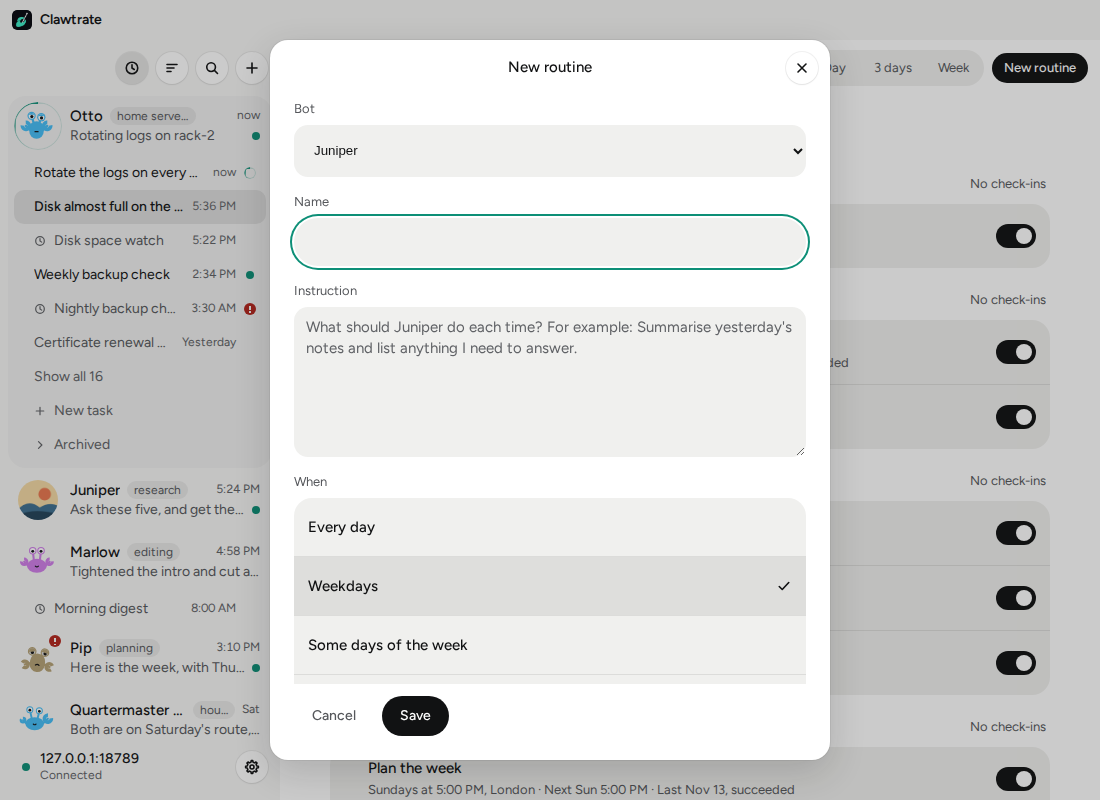 Clawtrate
Otto home serve... now
Rotating logs on rack-2
Rotate the logs on every ... now
Disk almost full on the ... 5:36 PM
Disk space watch 5:22 PM
Weekly backup check 2:34 PM
Nightly backup ch... 3:30 AM
Certificate renewal ... Yesterday
Show all 16
New task
Archived
Juniper research 5:24 PM
Ask these five, and get the...
Marlow editing 4:58 PM
Tightened the intro and cut a...
Morning digest 8:00 AM
Pip planning 3:10 PM
Here is the week, with Thu...
Quartermaster ... hou... Sat
Both are on Saturday's route,...
127.0.0.1:18789
Connected
New routine
Bot
Juniper
Name
Instruction
What should Juniper do each time? For example: Summarise yesterday's
notes and list anything I need to answer.
When
Every day
Weekdays
Some days of the week
Cancel Save
3 days Week New routine
No check-ins
No check-ins
No check-ins
No check-ins
Plan the week
Sundays at 5:00 PM, London · Next Sun 5:00 PM · Last Nov 13, succeeded